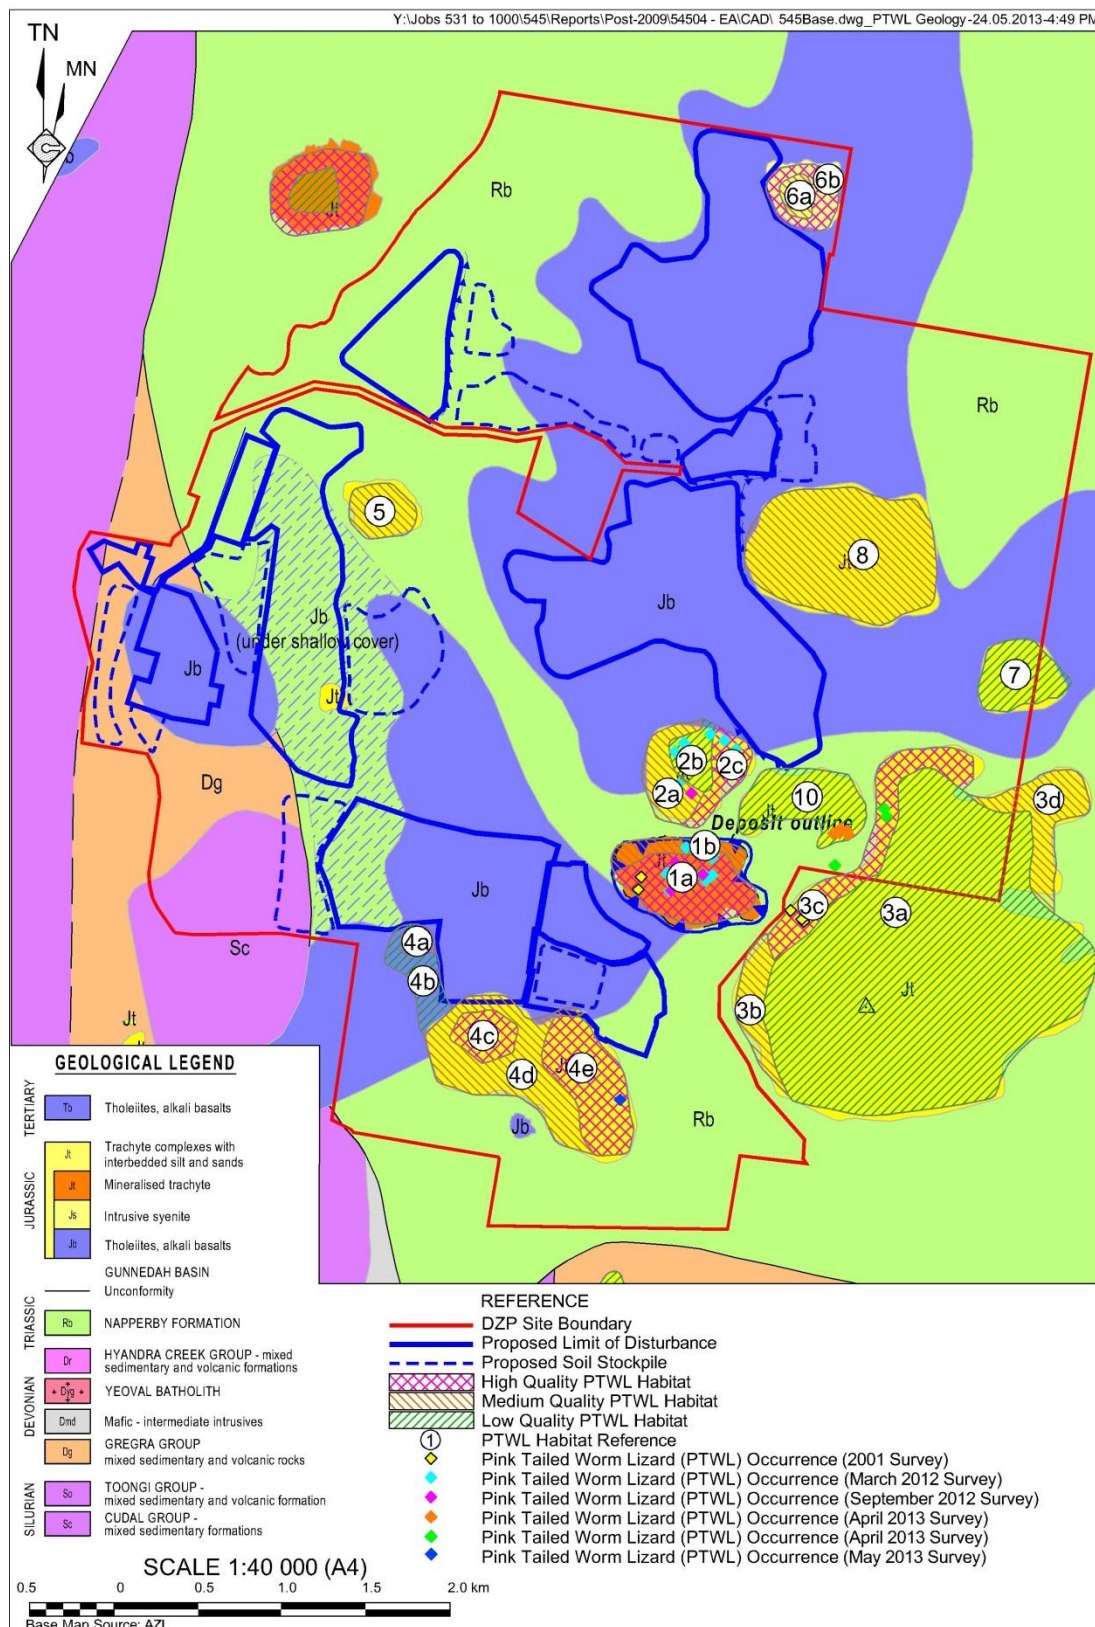 Y:\Jobs 531 to 1000\545\Reports\Post-2009\54504 - EA\CAD\ 545Base.dwg_PTWL Geology-24.05.2013-4:49 PM
TN
MN
Rb
6b
6a
Jt
Rb
5
8
Jt
Jb
Jb
(under shallow cover)
Jb
Jt
7
2b
2c
2a
10
Jt
3d
Dg
Deposit outline
1b
Jt
1a
3c
3a
Jb
Sc
4a
4b
Jt
3b
4c
4d
4e
Jt
Jb
Rb
Jt
GEOLOGICAL LEGEND
TERTIARY
Tb Tholeiites, alkali basalts
JURASSIC
Jt Trachyte complexes with
interbedded silt and sands
Jt Mineralised trachyte
Js Intrusive syenite
Jb Tholeiites, alkali basalts
GUNNEDAH BASIN
Unconformity
TRIASSIC
Rb NAPPERBY FORMATION
DEVONIAN
Dr HYANDRA CREEK GROUP - mixed
sedimentary and volcanic formations
Dyg YEOVAL BATHOLITH
Dmd Mafic - intermediate intrusives
Dg GREGRA GROUP
mixed sedimentary and volcanic rocks
SILURIAN
So TOONGI GROUP -
mixed sedimentary and volcanic formation
Sc CUDAL GROUP -
mixed sedimentary formations
REFERENCE
DZP Site Boundary
Proposed Limit of Disturbance
Proposed Soil Stockpile
High Quality PTWL Habitat
Medium Quality PTWL Habitat
Low Quality PTWL Habitat
1 PTWL Habitat Reference
Pink Tailed Worm Lizard (PTWL) Occurrence (2001 Survey)
Pink Tailed Worm Lizard (PTWL) Occurrence (March 2012 Survey)
Pink Tailed Worm Lizard (PTWL) Occurrence (September 2012 Survey)
Pink Tailed Worm Lizard (PTWL) Occurrence (April 2013 Survey)
Pink Tailed Worm Lizard (PTWL) Occurrence (April 2013 Survey)
Pink Tailed Worm Lizard (PTWL) Occurrence (May 2013 Survey)
SCALE 1:40 000 (A4)
0.5 0 0.5 1.0 1.5 2.0 km
Base Map Source: AZL